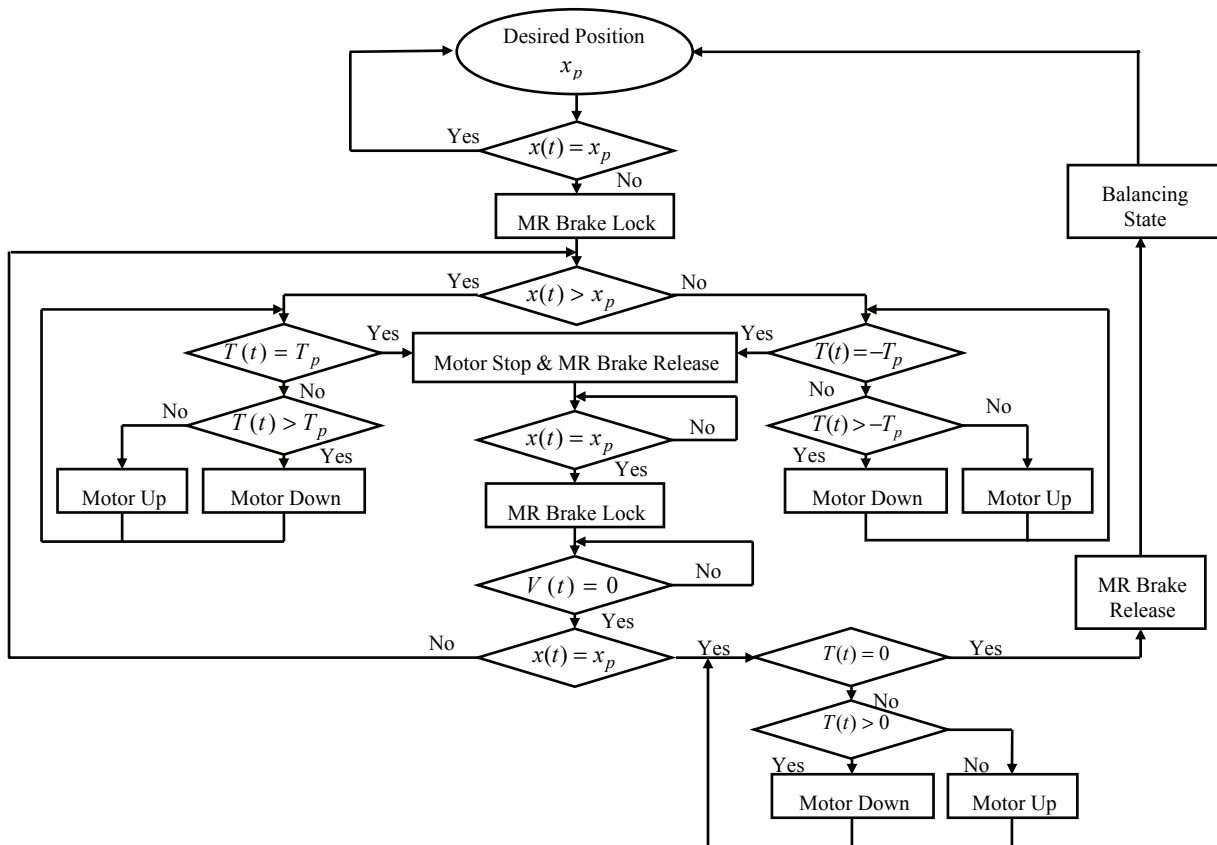 Desired Position
x_p
Yes
x(t) = x_p
No
MR Brake Lock
Balancing
State
Yes
x(t) > x_p
No
T(t) = T_p
Yes
Motor Stop & MR Brake Release
Yes
T(t) = −T_p
No
No
No
T(t) > T_p
Yes
x(t) = x_p
No
Yes
T(t) > −T_p
No
Yes
Motor Up
Motor Down
MR Brake Lock
Motor Down
Motor Up
V(t) = 0
No
Yes
MR Brake
Release
No
x(t) = x_p
Yes
T(t) = 0
Yes
No
T(t) > 0
Yes
No
Motor Down
Motor Up